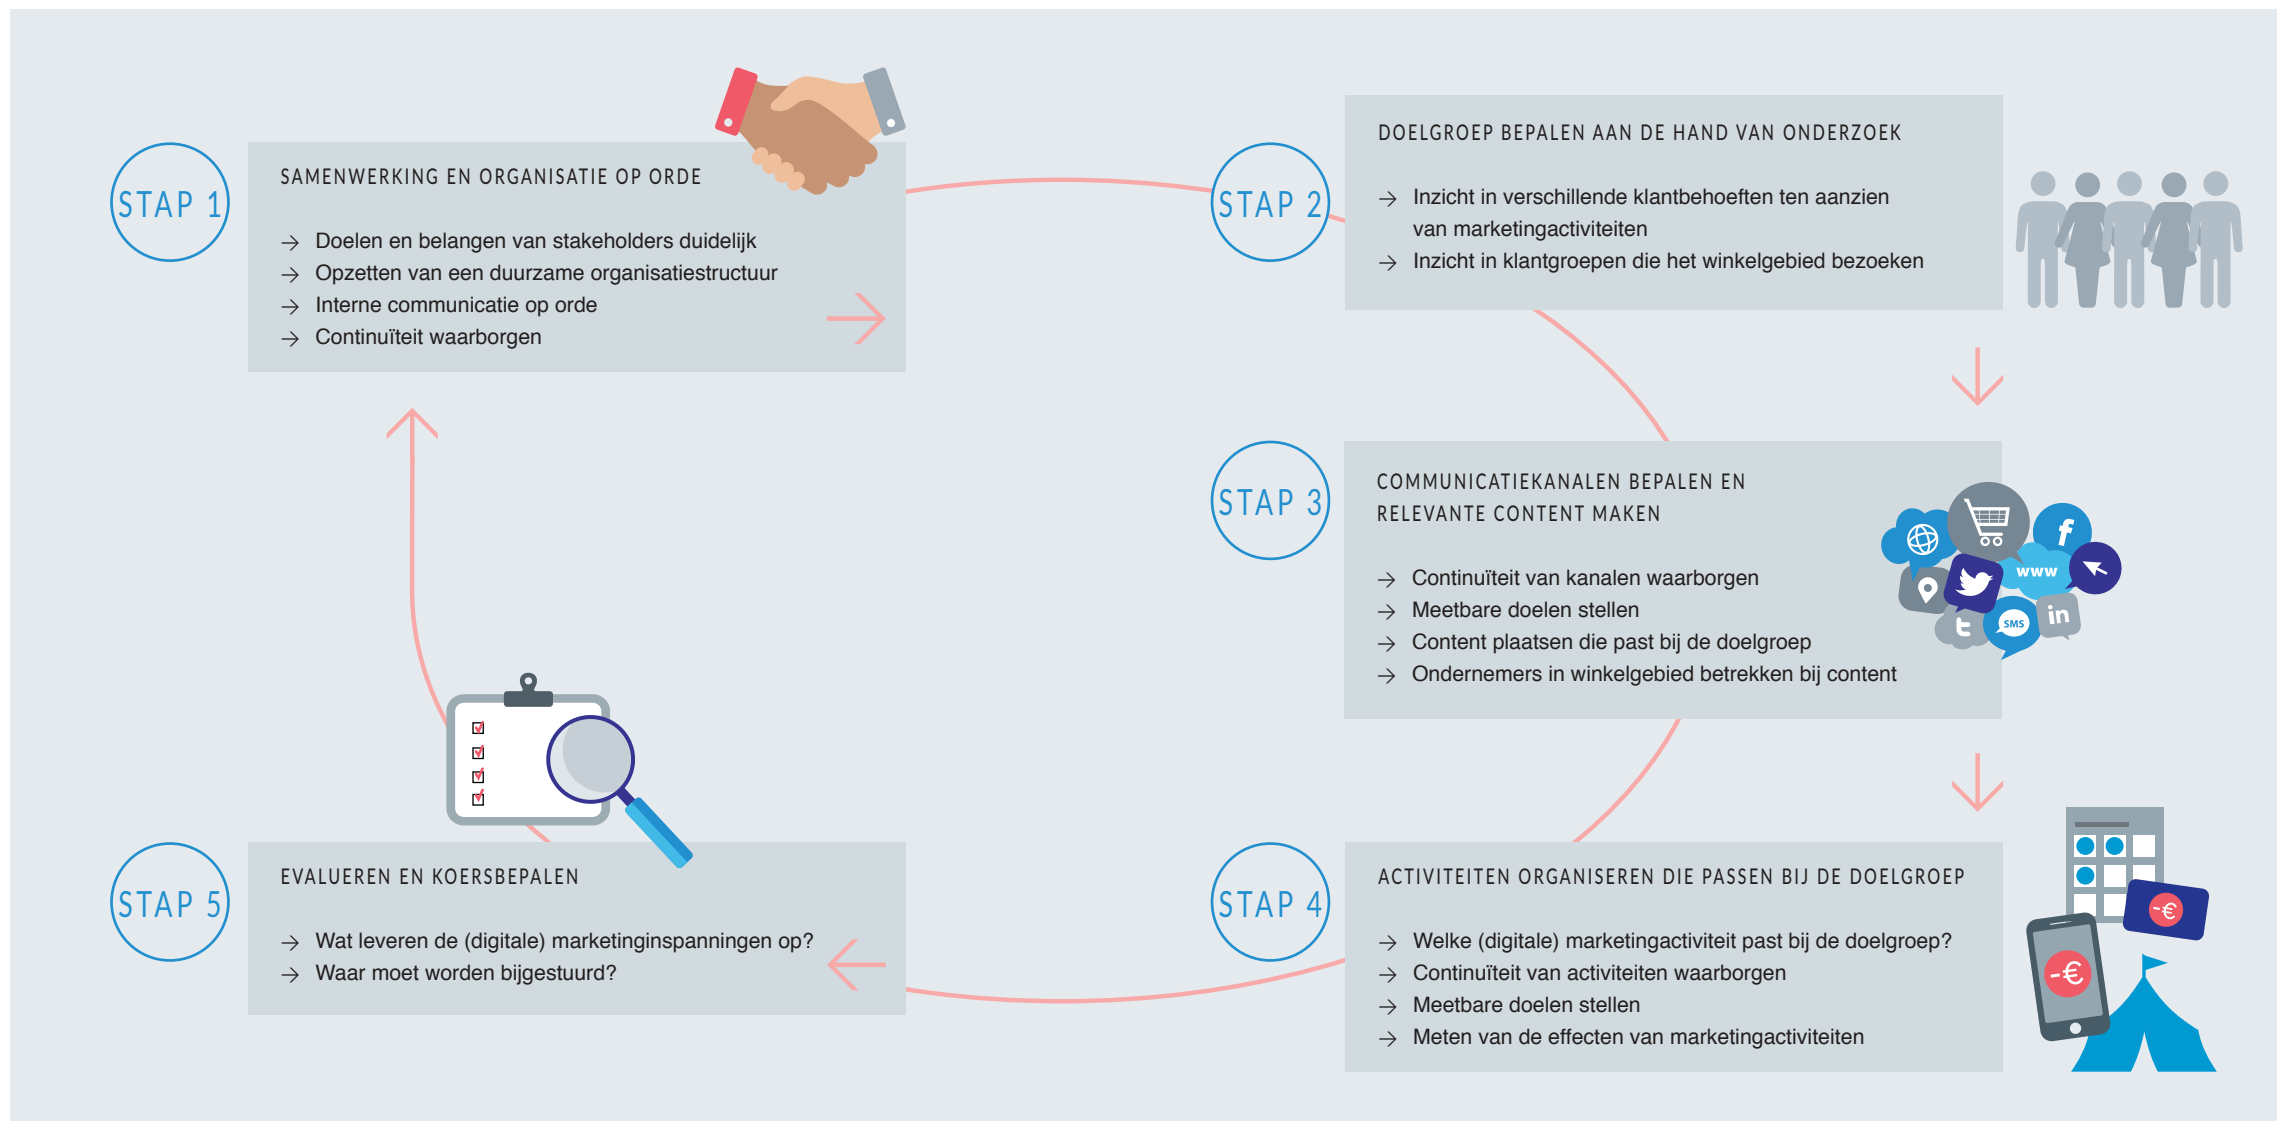 STAP 1
SAMENWERKING EN ORGANISATIE OP ORDE
→ Doelen en belangen van stakeholders duidelijk
→ Opzetten van een duurzame organisatiestructuur
→ Interne communicatie op orde
→ Continuïteit waarborgen
STAP 2
DOELGROEP BEPALEN AAN DE HAND VAN ONDERZOEK
→ Inzicht in verschillende klantbehoeften ten aanzien
van marketingactiviteiten
→ Inzicht in klantgroepen die het winkelgebied bezoeken
STAP 3
COMMUNICATIEKANALEN BEPALEN EN
RELEVANTE CONTENT MAKEN
→ Continuïteit van kanalen waarborgen
→ Meetbare doelen stellen
→ Content plaatsen die past bij de doelgroep
→ Ondernemers in winkelgebied betrekken bij content
f
www
t
SMS
in
STAP 4
ACTIVITEITEN ORGANISEREN DIE PASSEN BIJ DE DOELGROEP
→ Welke (digitale) marketingactiviteit past bij de doelgroep?
→ Continuïteit van activiteiten waarborgen
→ Meetbare doelen stellen
→ Meten van de effecten van marketingactiviteiten
-€
-€
STAP 5
EVALUEREN EN KOERSBEPALEN
→ Wat leveren de (digitale) marketinginspanningen op?
→ Waar moet worden bijgestuurd?